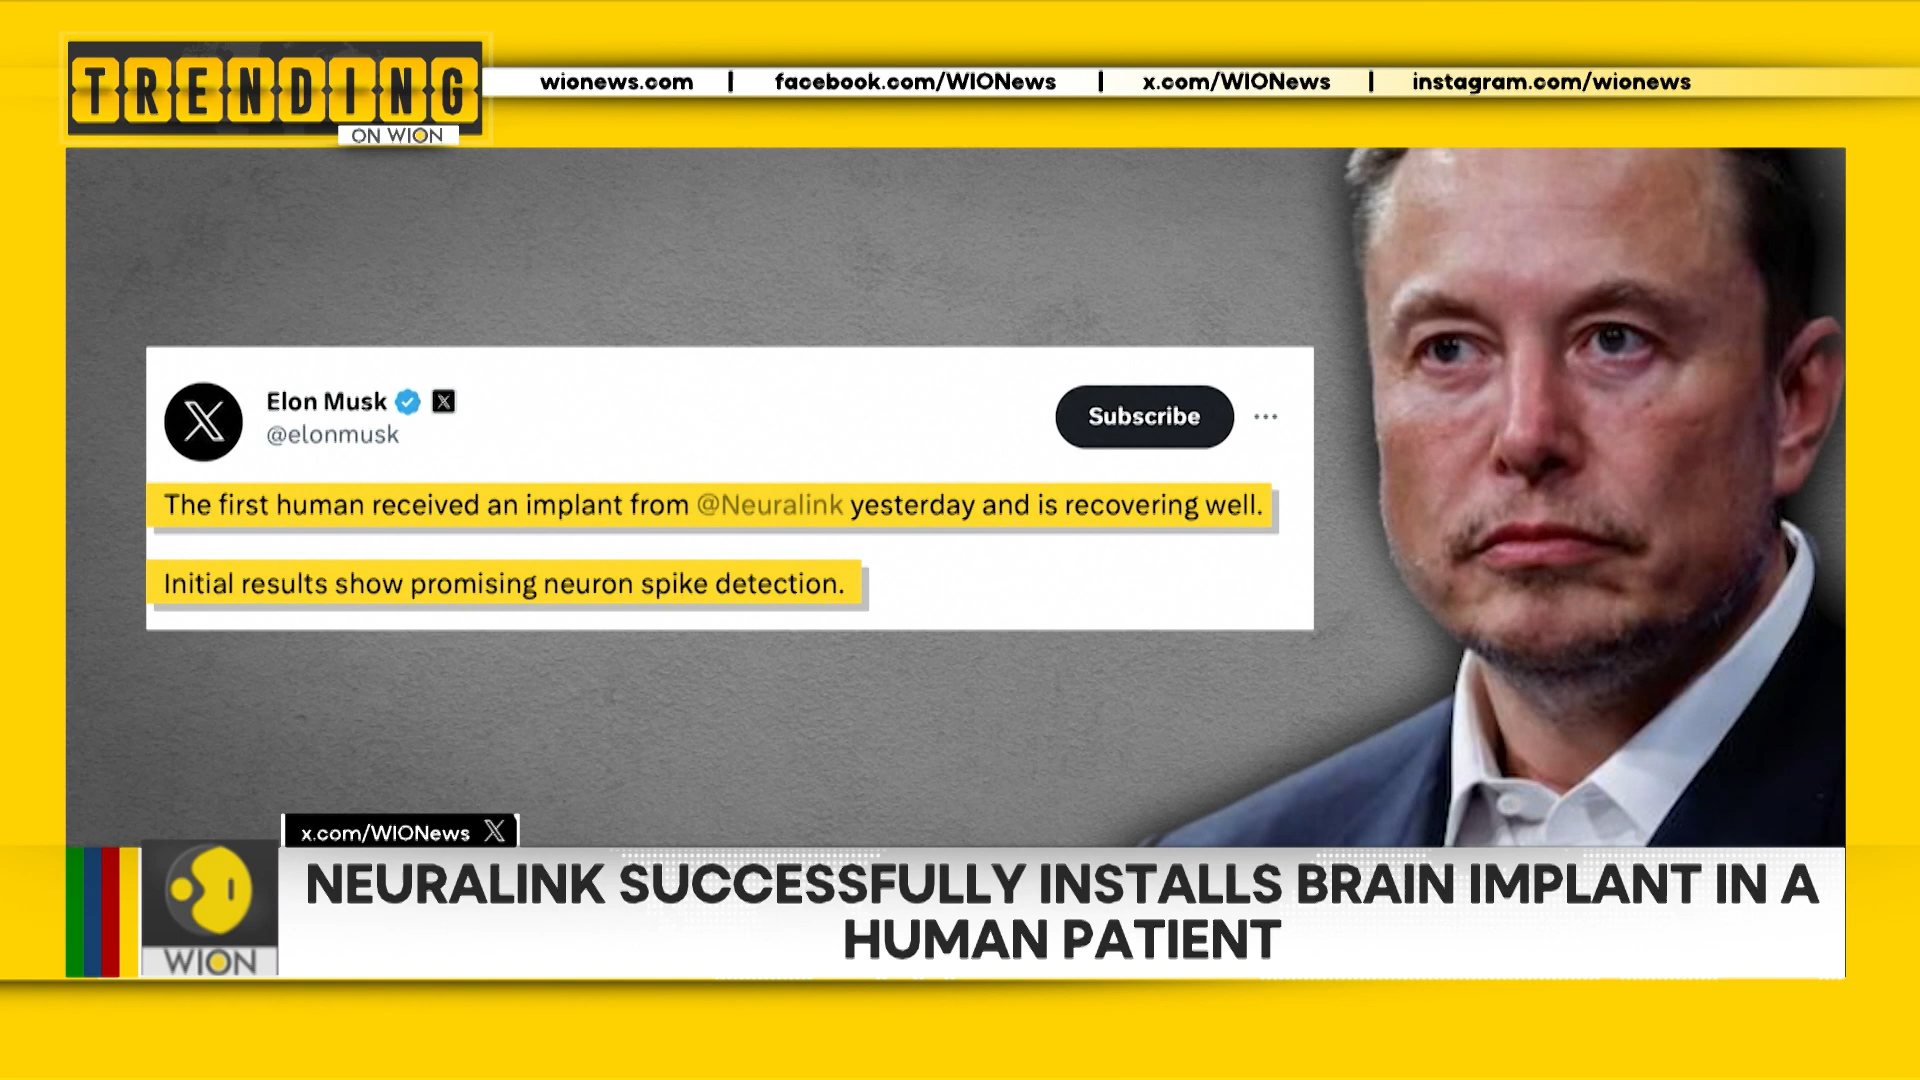 TRENDING
ON WION
wionews.com | facebook.com/WIONews | x.com/WIONews | instagram.com/wionews
Elon Musk
@elonmusk
Subscribe
The first human received an implant from @Neuralink yesterday and is recovering well.
Initial results show promising neuron spike detection.
x.com/WIONews X
NEURALINK SUCCESSFULLY INSTALLS BRAIN IMPLANT IN A
HUMAN PATIENT
WION